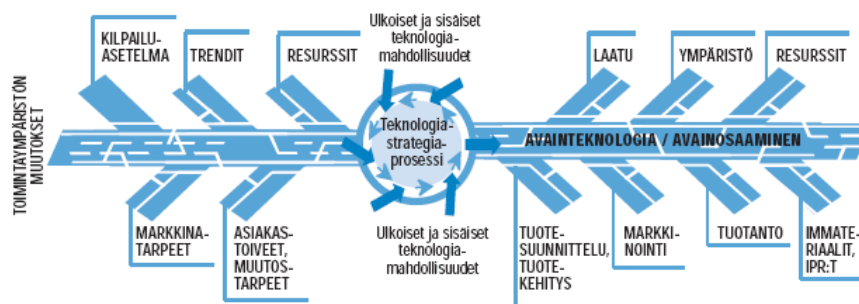 Ulkoiset ja sisäiset
teknologia-
mahdollisuudet
KILPAILU-
ASETELMA
TRENDIT
RESURSSIT
LAATU
YMPÄRISTÖ
RESURSSIT
TOIMINTAYMPÄRISTÖN
MUUTOKSET
Teknologia-
strategia-
prosessi
AVAINTEKNOLOGIA / AVAINOSAAMINEN
MARKKINA-
TARPEET
ASIAKAS-
TOIVEET,
MUUTOS-
TARPEET
Ulkoiset ja sisäiset
teknologia-
mahdollisuudet
TUOTE-
SUUNNITTELU,
TUOTE-
KEHITYS
MARKKI-
NOINTI
TUOTANTO
IMMATE-
RIAALIT,
IPR:T